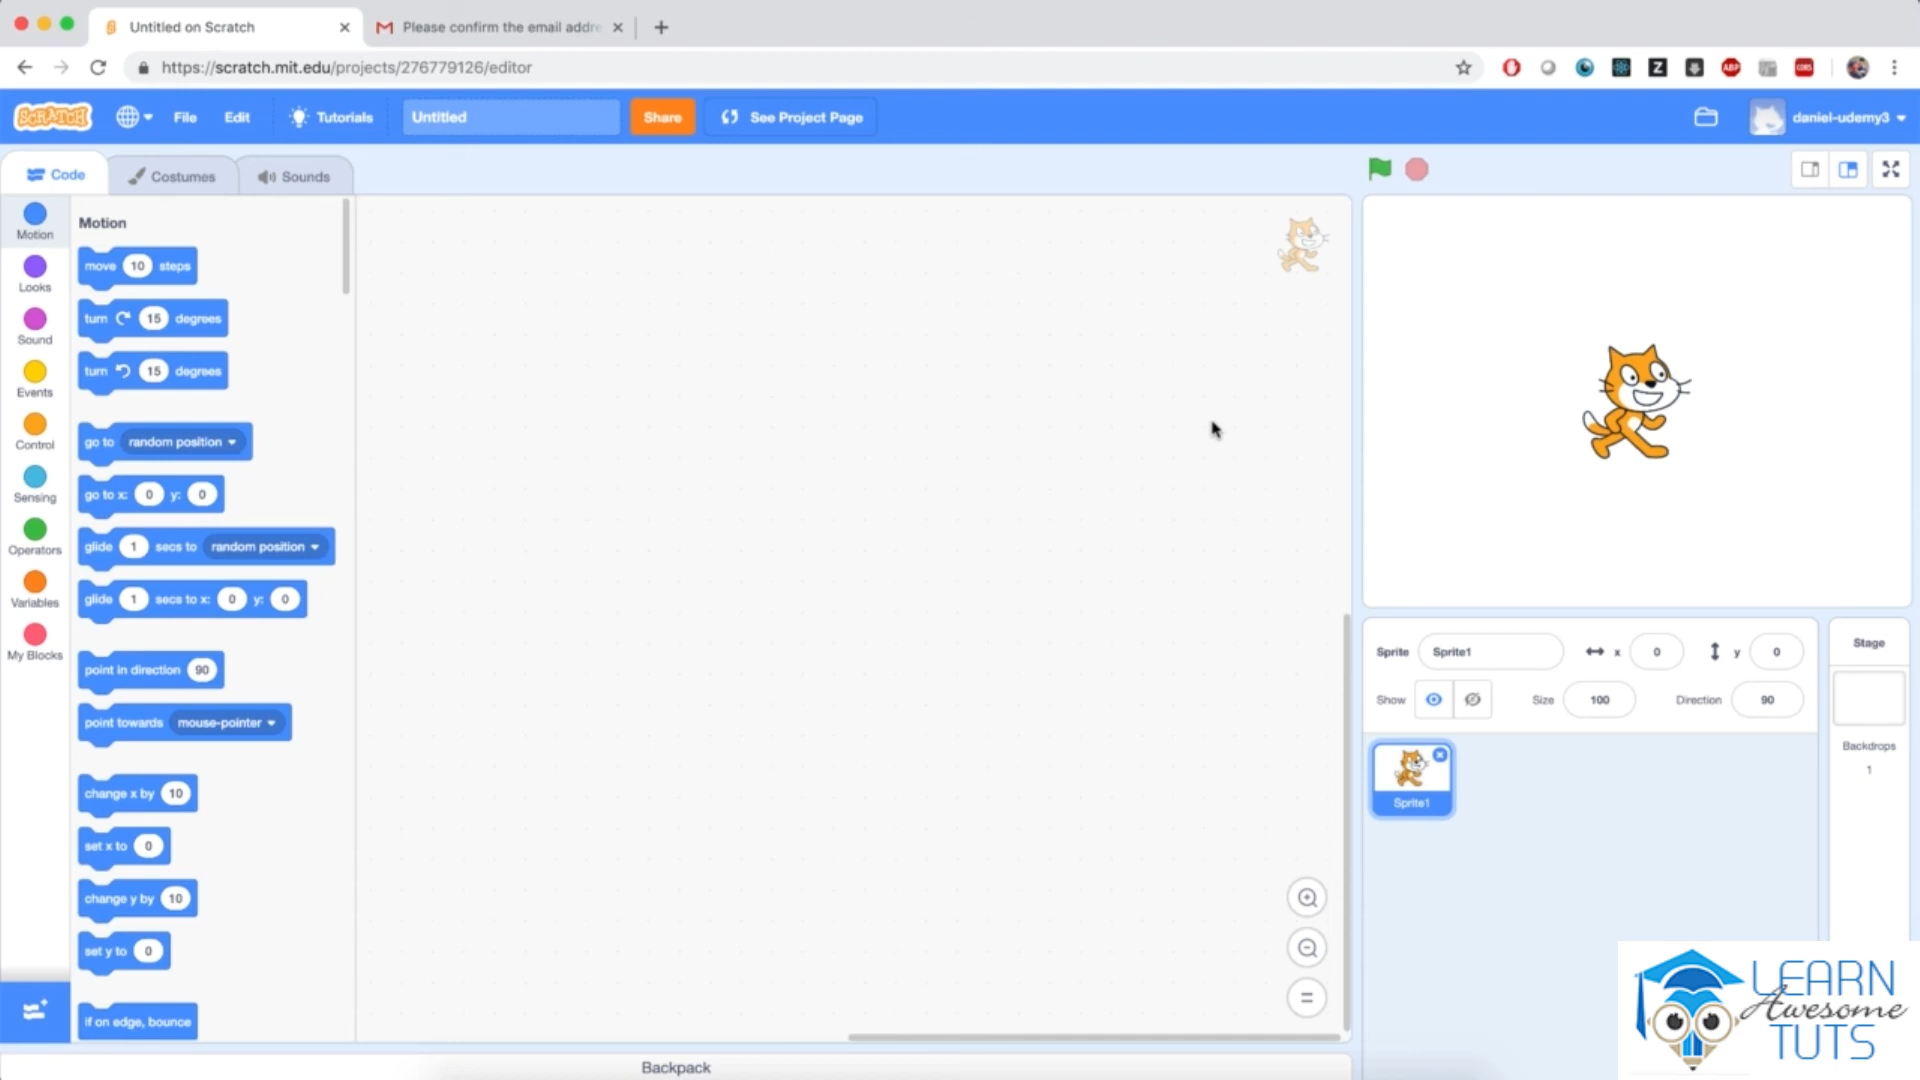 Untitled on Scratch
Please confirm the email addre
https://scratch.mit.edu/projects/276779126/editor
Z
ABP
CORS
SCRATCH
File
Edit
Tutorials
Untitled
Share
See Project Page
daniel-udemy3
Code
Costumes
Sounds
Motion
Looks
Sound
Events
Control
Sensing
Operators
Variables
My Blocks
Motion
move 10 steps
turn 15 degrees
turn 15 degrees
go to random position
go to x: 0 y: 0
glide 1 secs to random position
glide 1 secs to x: 0 y: 0
point in direction 90
point towards mouse-pointer
change x by 10
set x to 0
change y by 10
set y to 0
if on edge, bounce
Backpack
Sprite Sprite1 x 0 y 0
Show Size 100 Direction 90
Sprite1
Stage
Backdrops
1
LEARN
Awesome
TUTS